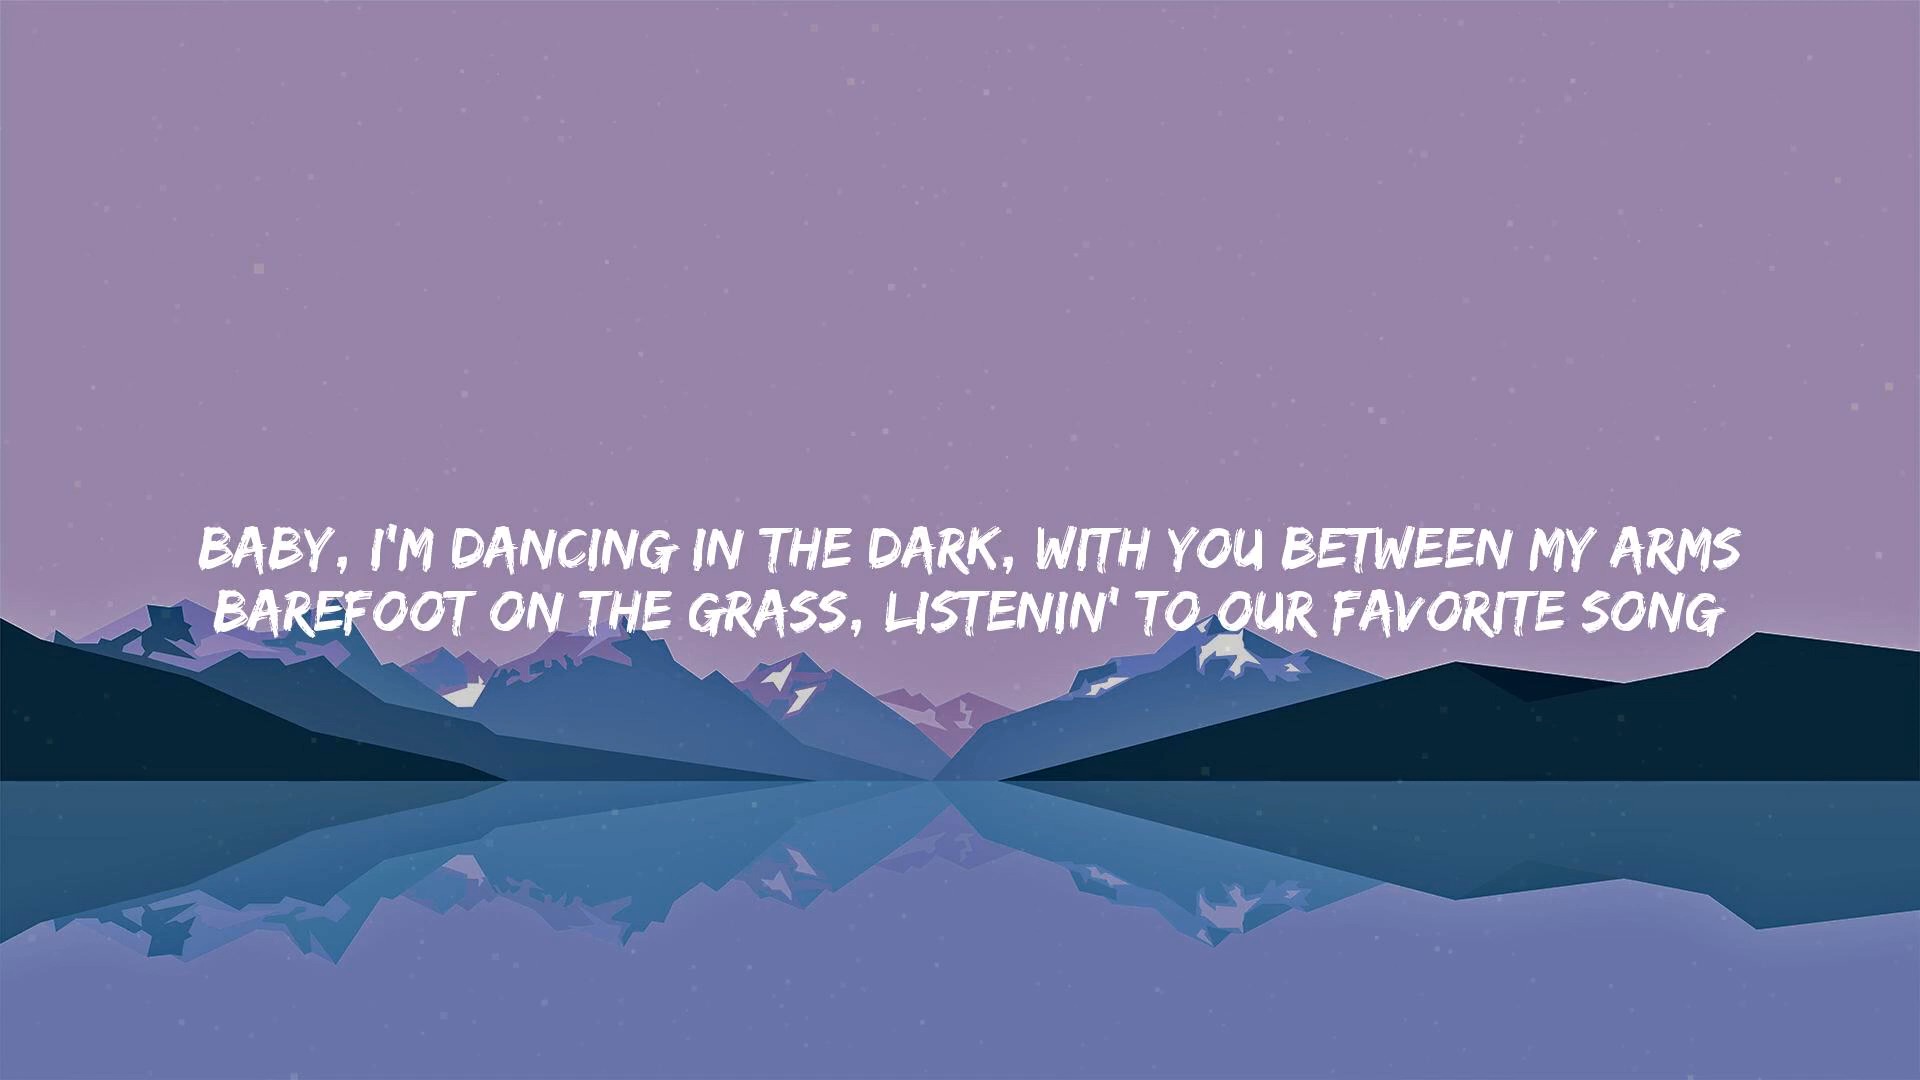 BABY, I'M DANCING IN THE DARK, WITH YOU BETWEEN MY ARMS
BAREFOOT ON THE GRASS, LISTENIN' TO OUR FAVORITE SONG